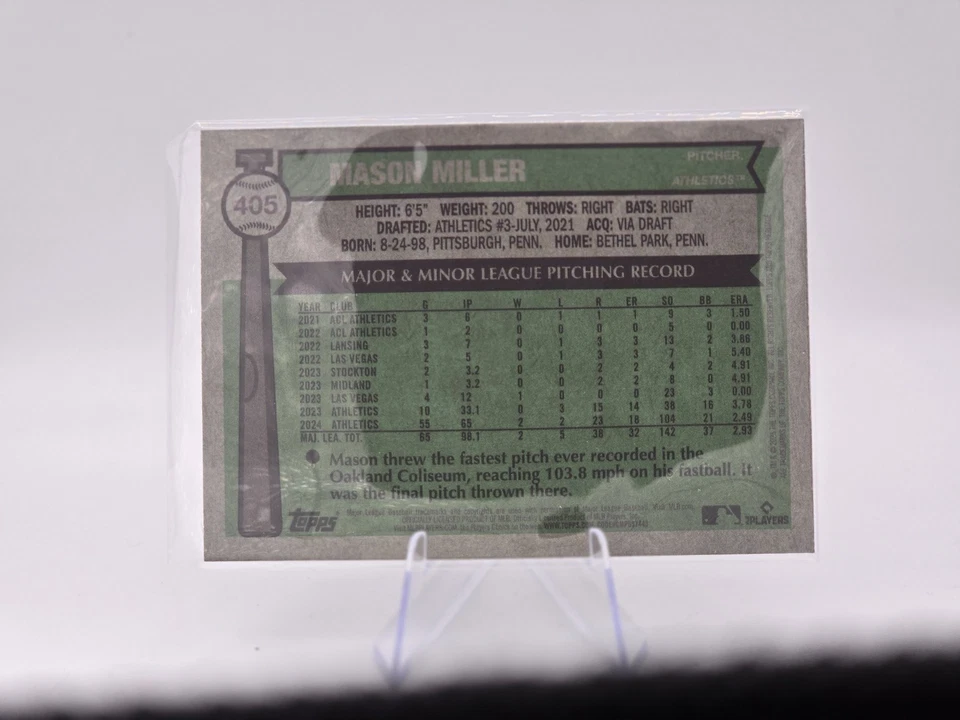 405
MASON MILLER
PITCHER
ATHLETICS™
HEIGHT: 6'5" WEIGHT: 200 THROWS: RIGHT BATS: RIGHT
DRAFTED: ATHLETICS #3-JULY, 2021 ACQ: VIA DRAFT
BORN: 8-24-98, PITTSBURGH, PENN. HOME: BETHEL PARK, PENN.
MAJOR & MINOR LEAGUE PITCHING RECORD
YEAR CLUB G IP W L R ER SO BB ERA
2021 ACL ATHLETICS 3 6 0 1 1 1 9 3 1.50
2022 ACL ATHLETICS 1 2 0 0 0 0 5 0 0.00
2022 LANSING 3 7 0 1 3 3 13 2 3.86
2022 LAS VEGAS 2 5 0 1 3 3 7 1 5.40
2023 STOCKTON 2 3.2 0 0 2 2 4 2 4.91
2023 MIDLAND 1 3.2 0 0 2 2 8 0 4.91
2023 LAS VEGAS 4 12 1 0 0 0 23 3 0.00
2023 ATHLETICS 10 33.1 0 3 15 14 38 16 3.78
2024 ATHLETICS 55 65 2 2 23 18 104 21 2.49
MAJ. LEA. TOT. 65 98.1 2 5 38 32 142 37 2.93
Mason threw the fastest pitch ever recorded in the
Oakland Coliseum, reaching 103.8 mph on his fastball. It
was the final pitch thrown there.
Topps
PLAYERS